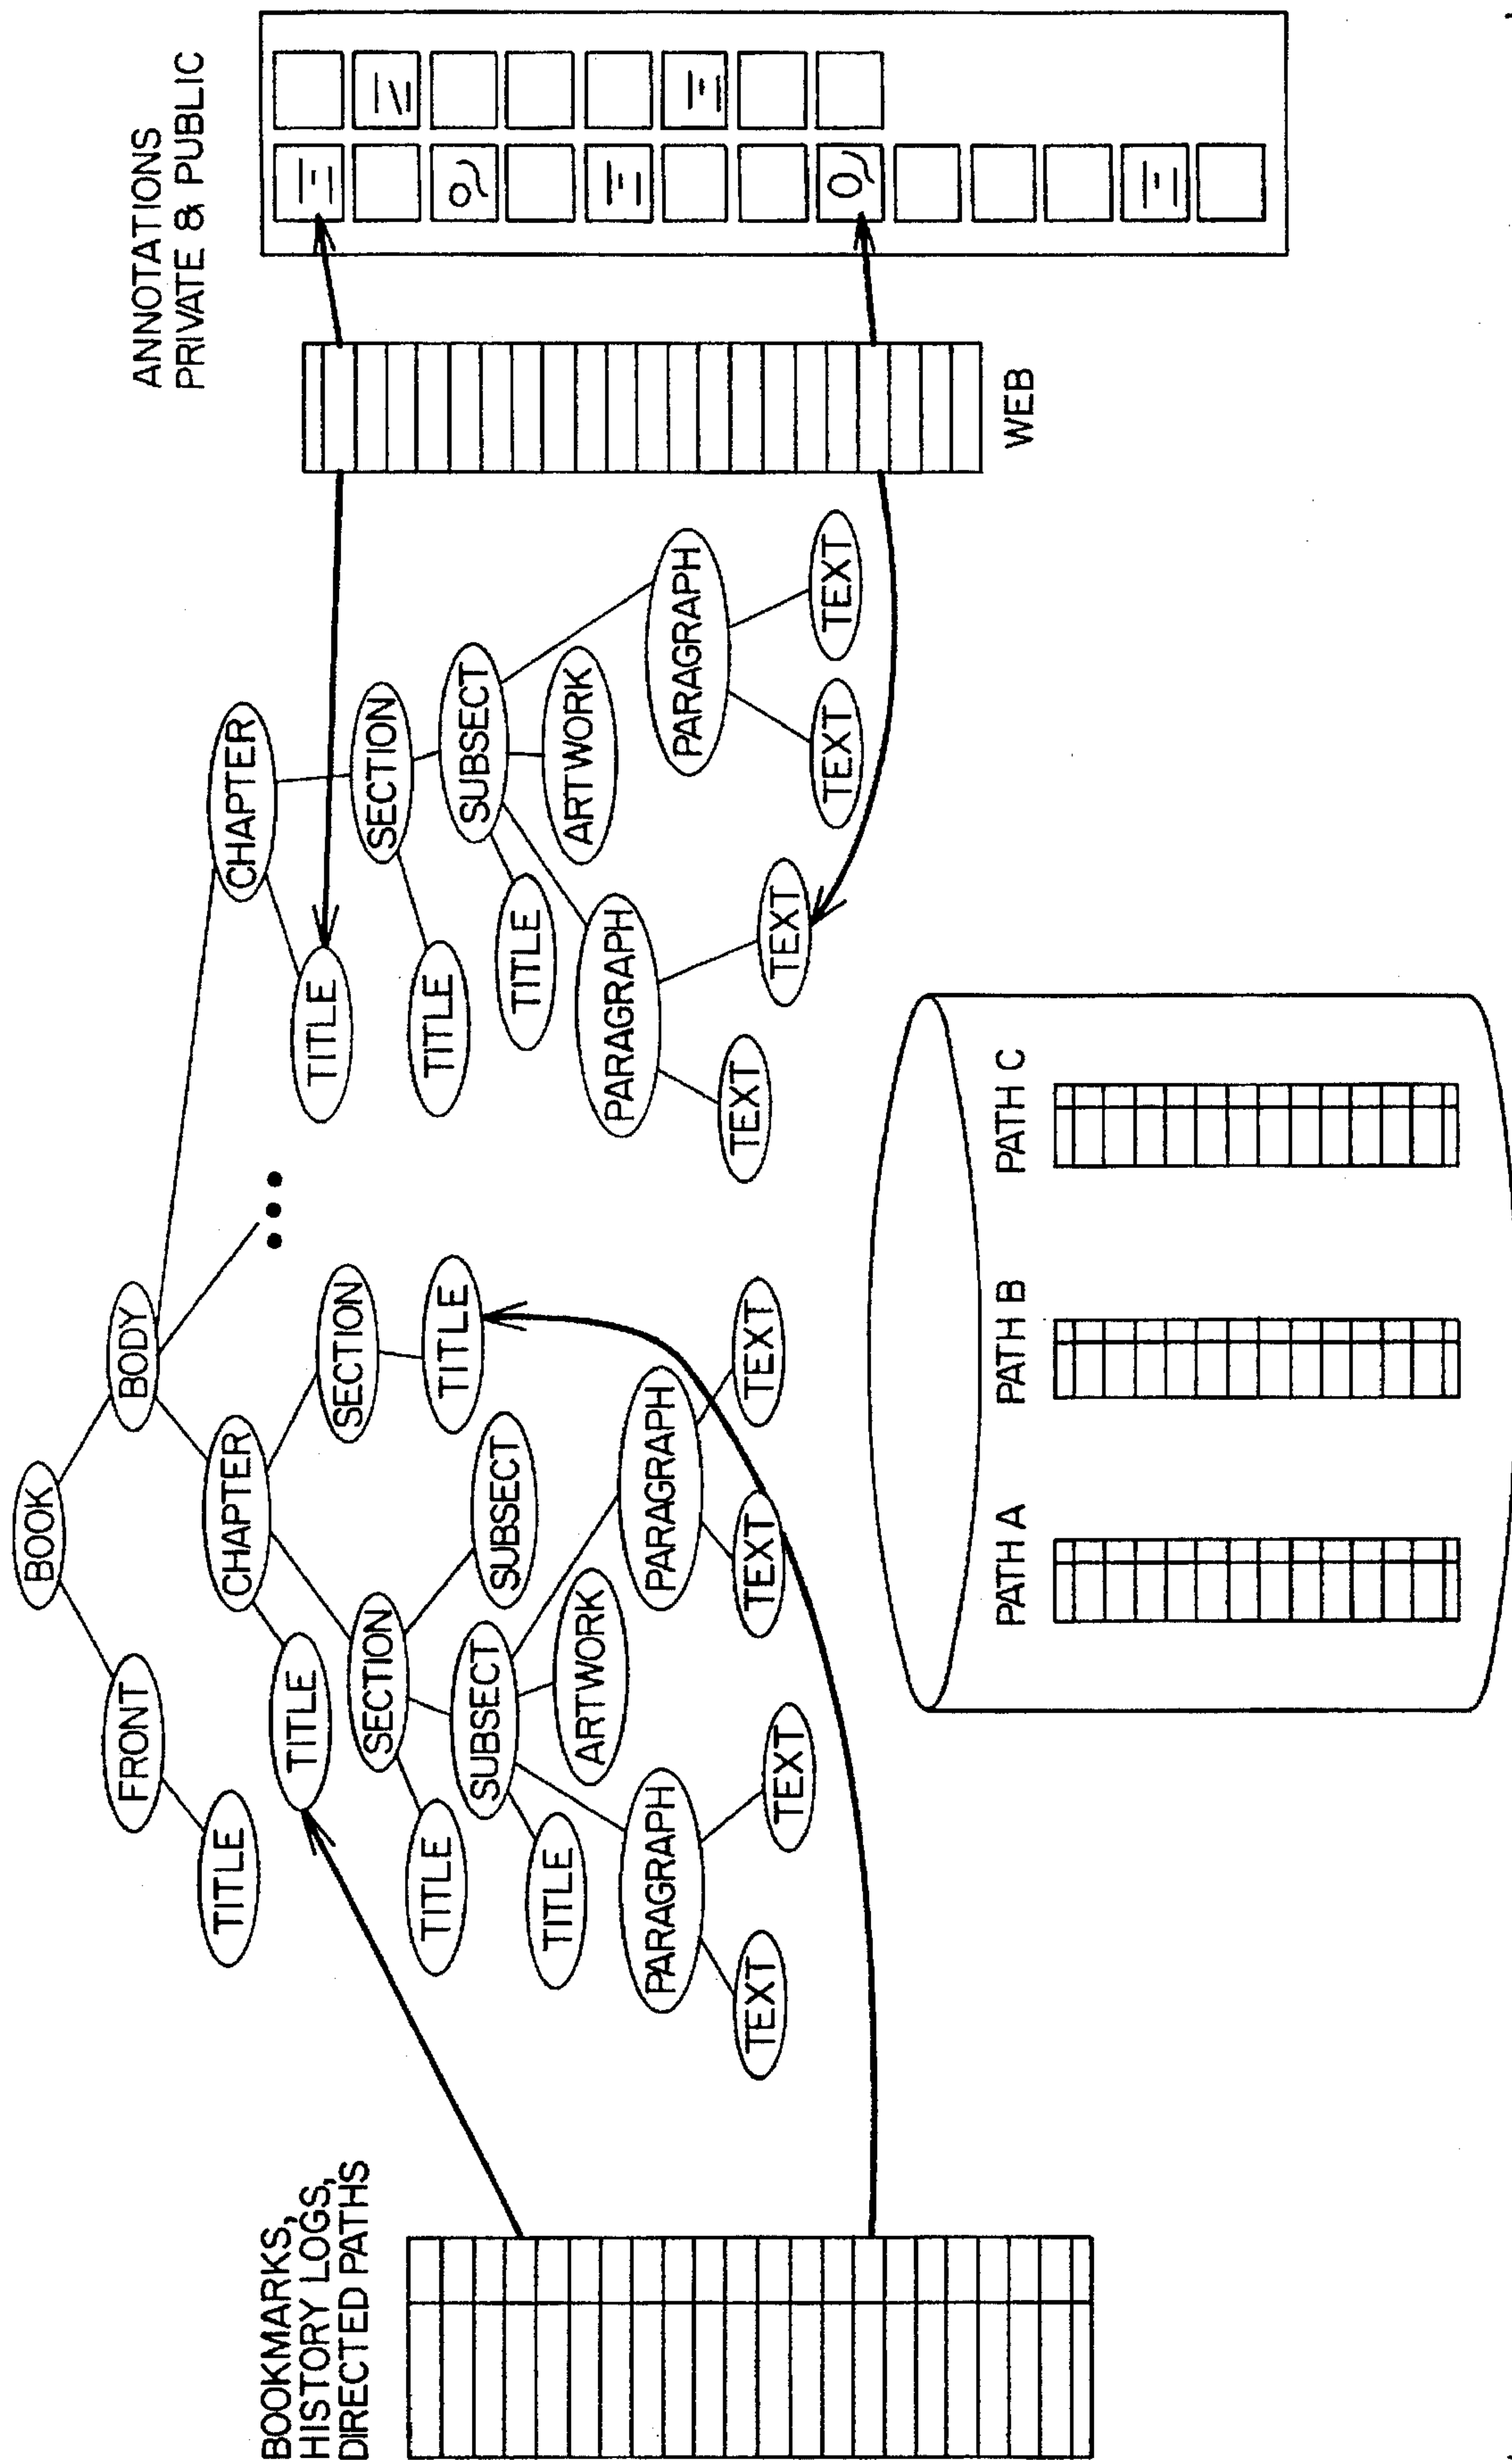 BOOK
FRONT
BODY
TITLE
CHAPTER
CHAPTER
ANNOTATIONS
PRIVATE & PUBLIC
BOOKMARKS,
HISTORY LOGS,
DIRECTED PATHS
TITLE
SECTION
TITLE
SECTION
SECTION
TITLE
TITLE
TITLE
SUBSECT
SUBSECT
SUBSECT
TITLE
ARTWORK
TITLE
ARTWORK
PARAGRAPH
PARAGRAPH
PARAGRAPH
PARAGRAPH
TEXT
TEXT
TEXT
TEXT
TEXT
TEXT
TEXT
TEXT
WEB
PATH A
PATH B
PATH C